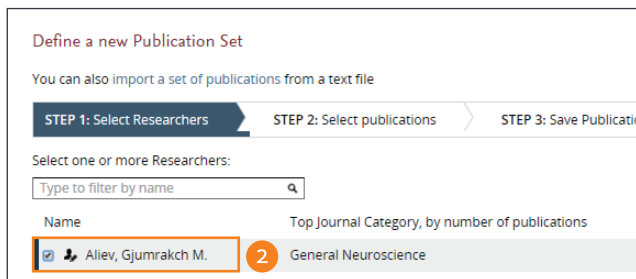 Define a new Publication Set
You can also import a set of publications from a text file
STEP 1: Select Researchers STEP 2: Select publications STEP 3: Save
Select one or more Researchers:
Type to filter by name
Name Top Journal Category, by number of publications
Aliev, Gjumrakch M. 2 General Neuroscience